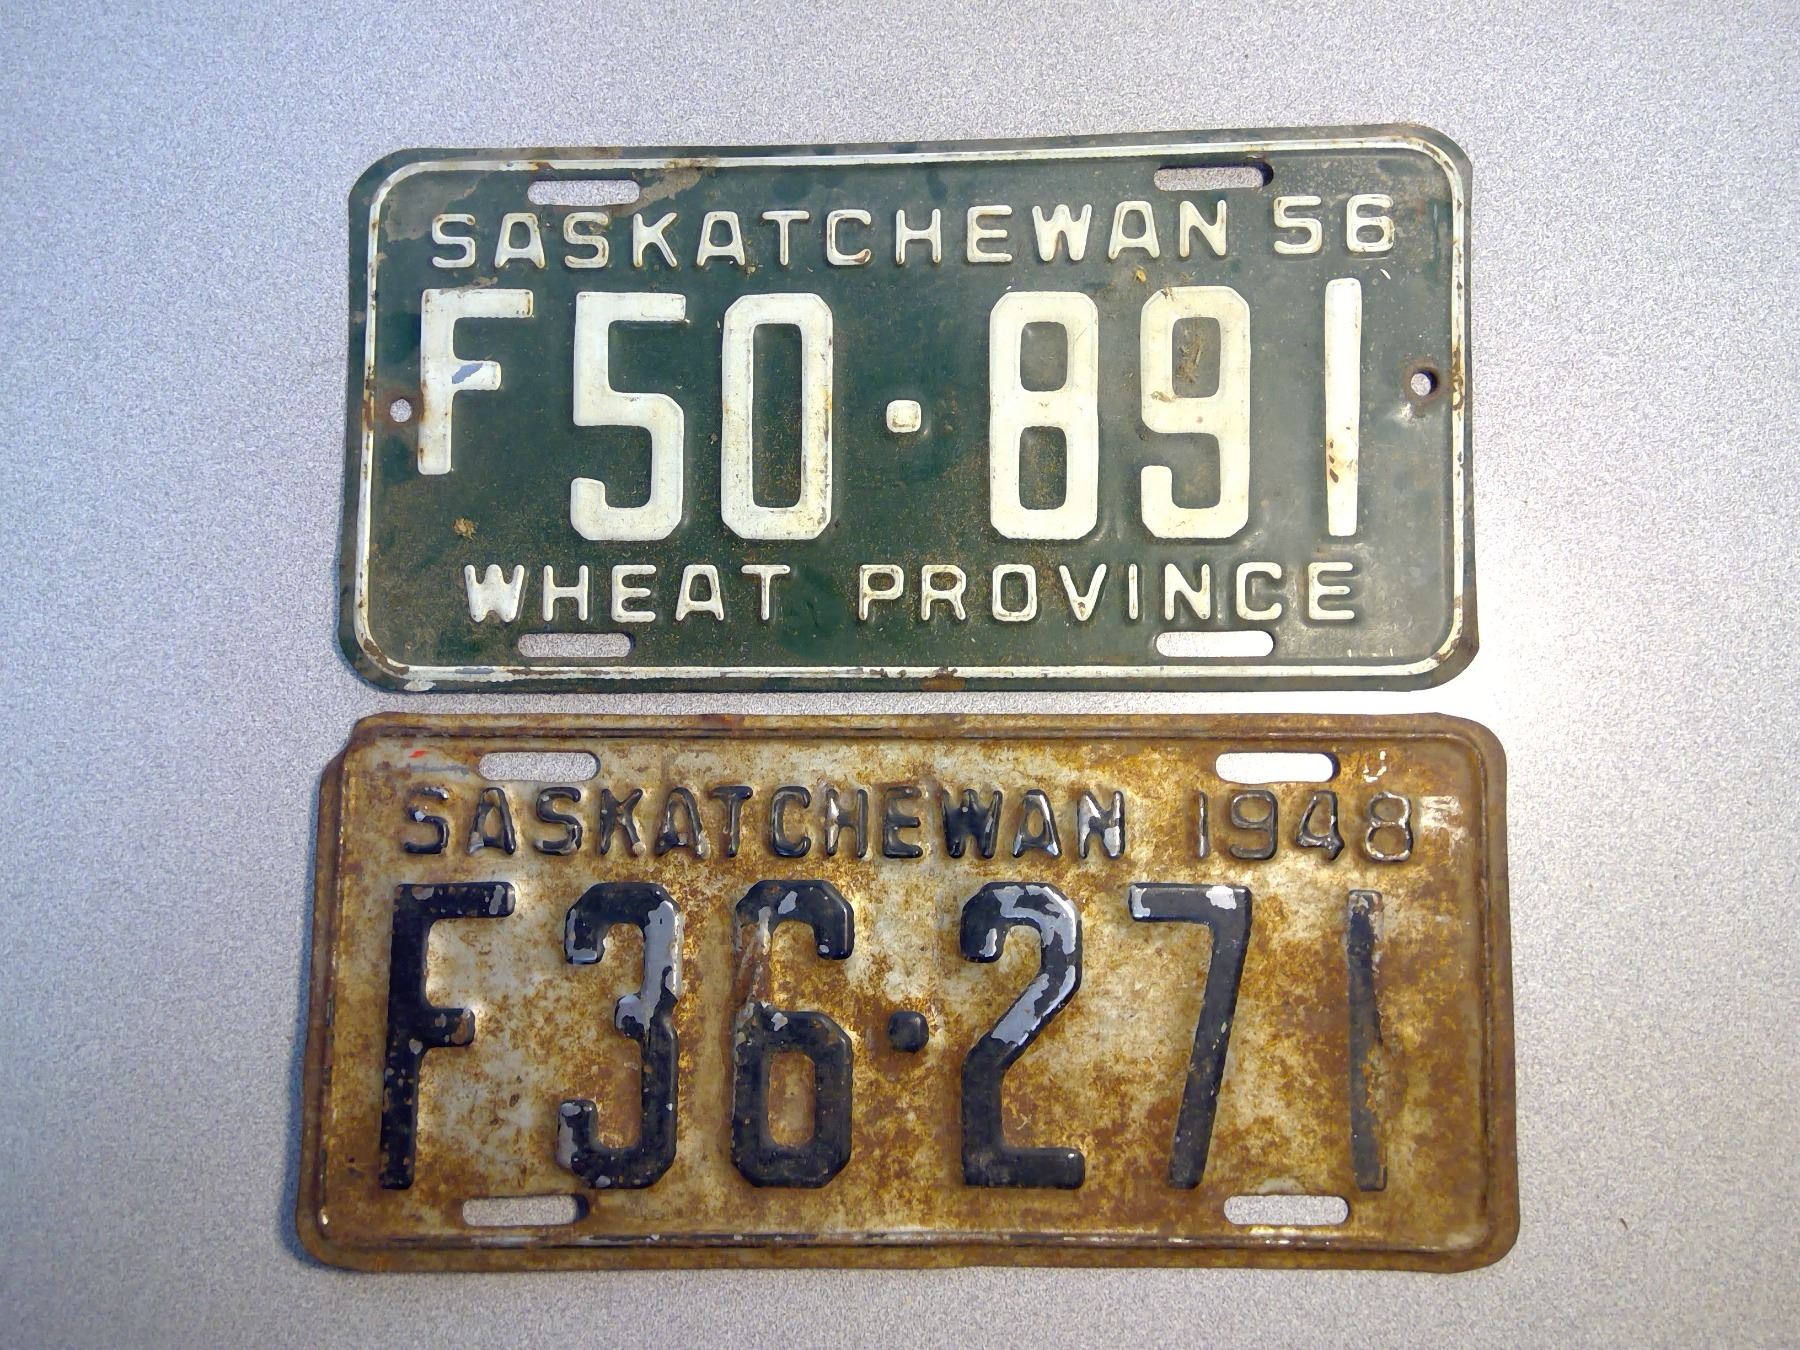 SASKATCHEWAN 56
F50·891
WHEAT PROVINCE
SASKATCHEWAN 1948
F36·271